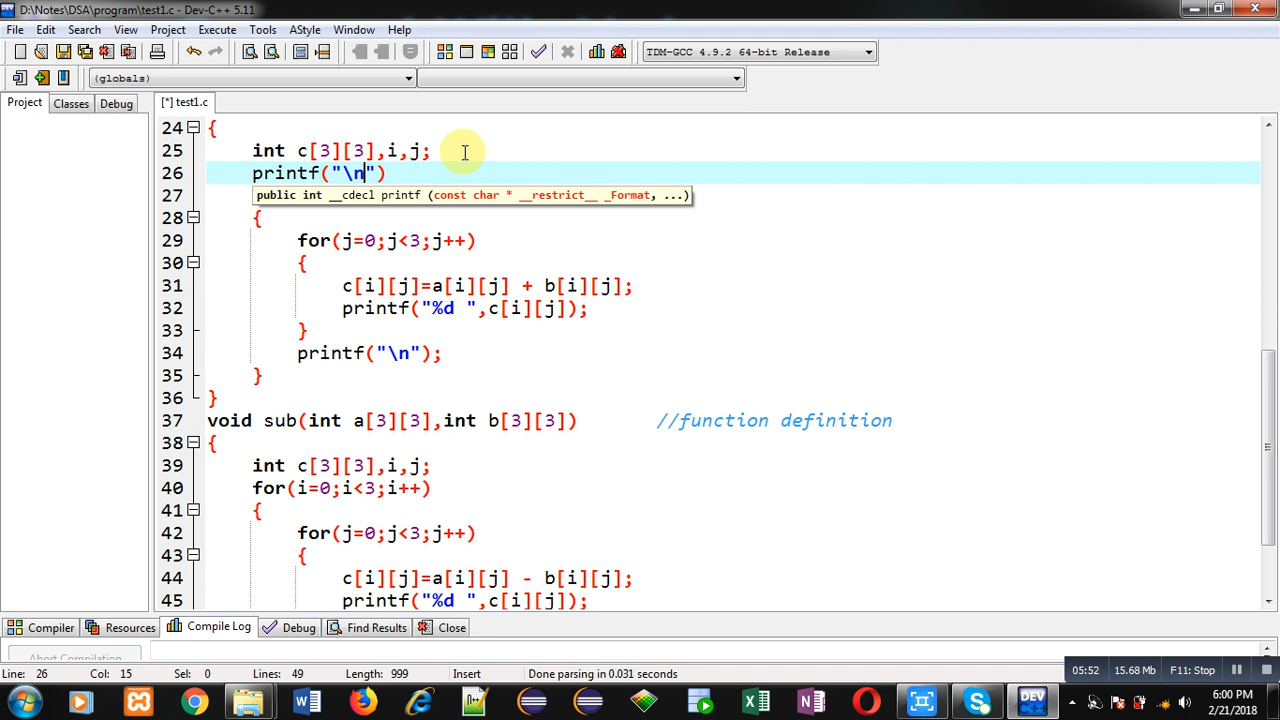 D:\Notes\DSA\program\test1.c - Dev-C++ 5.11
File Edit Search View Project Execute Tools AStyle Window Help
TDM-GCC 4.9.2 64-bit Release
(globals)
Project Classes Debug [*] test1.c
24 {
25 int c[3][3],i,j;
26 printf("\n")
27 public int __cdecl printf (const char * __restrict__ _Format, ...)
28 {
29 for(j=0;j<3;j++)
30 {
31 c[i][j]=a[i][j] + b[i][j];
32 printf("%d ",c[i][j]);
33 }
34 printf("\n");
35 }
36 }
37 void sub(int a[3][3],int b[3][3]) //function definition
38 {
39 int c[3][3],i,j;
40 for(i=0;i<3;i++)
41 {
42 for(j=0;j<3;j++)
43 {
44 c[i][j]=a[i][j] - b[i][j];
45 printf("%d ",c[i][j]);
Compiler Resources Compile Log Debug Find Results Close
Abort Compilation
Line: 26 Col: 15 Sel: 0 Lines: 49 Length: 999 Insert Done parsing in 0.031 seconds
05:52 15.68 Mb F11: Stop
6:00 PM
2/21/2018